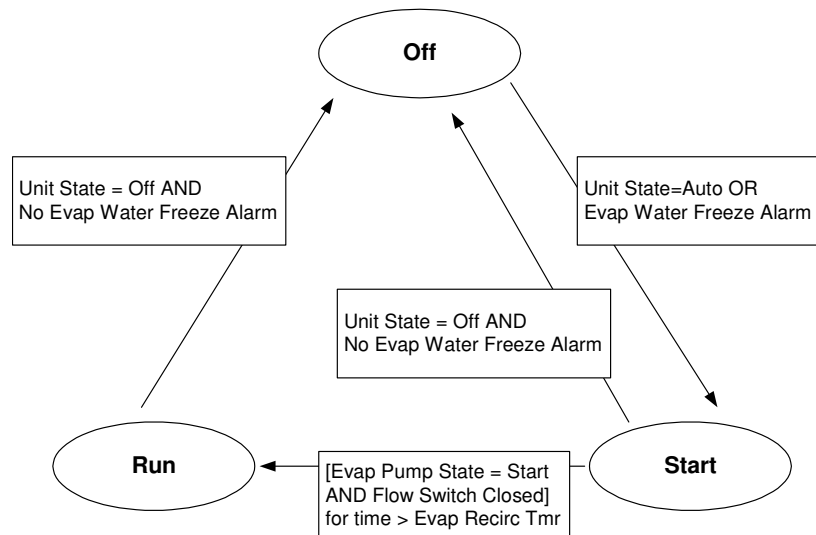 Off
Unit State = Off AND
No Evap Water Freeze Alarm
Unit State=Auto OR
Evap Water Freeze Alarm
Unit State = Off AND
No Evap Water Freeze Alarm
Run
[Evap Pump State = Start
AND Flow Switch Closed]
for time > Evap Recirc Tmr
Start